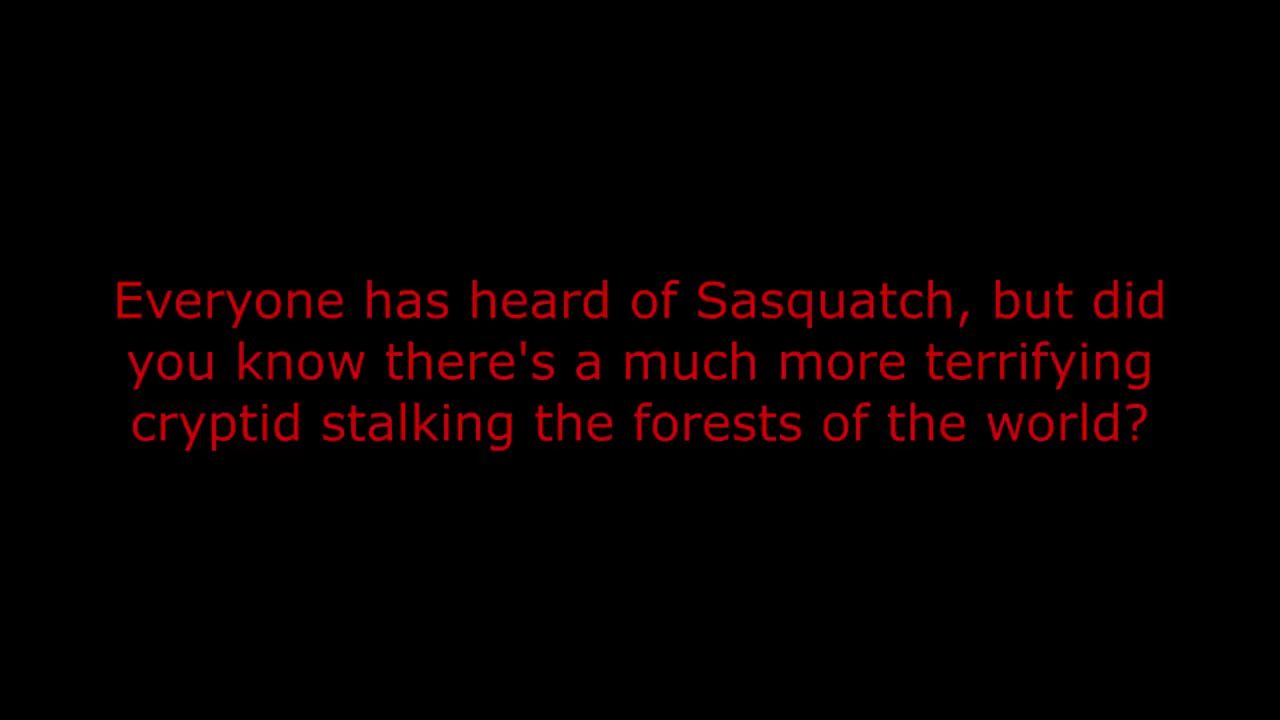 Everyone has heard of Sasquatch, but did
you know there's a much more terrifying
cryptid stalking the forests of the world?